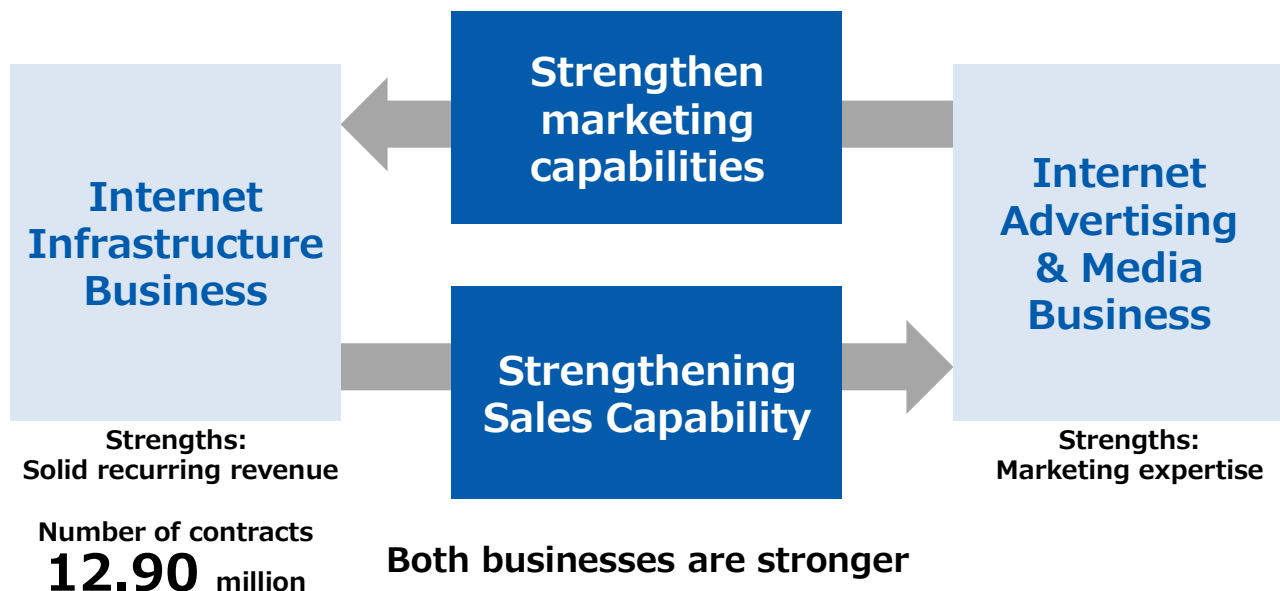 Strengthen
marketing
capabilities
Internet
Infrastructure
Business
Internet
Advertising
& Media
Business
Strengthening
Sales Capability
Strengths:
Solid recurring revenue
Strengths:
Marketing expertise
Number of contracts
12.90 million
Both businesses are stronger